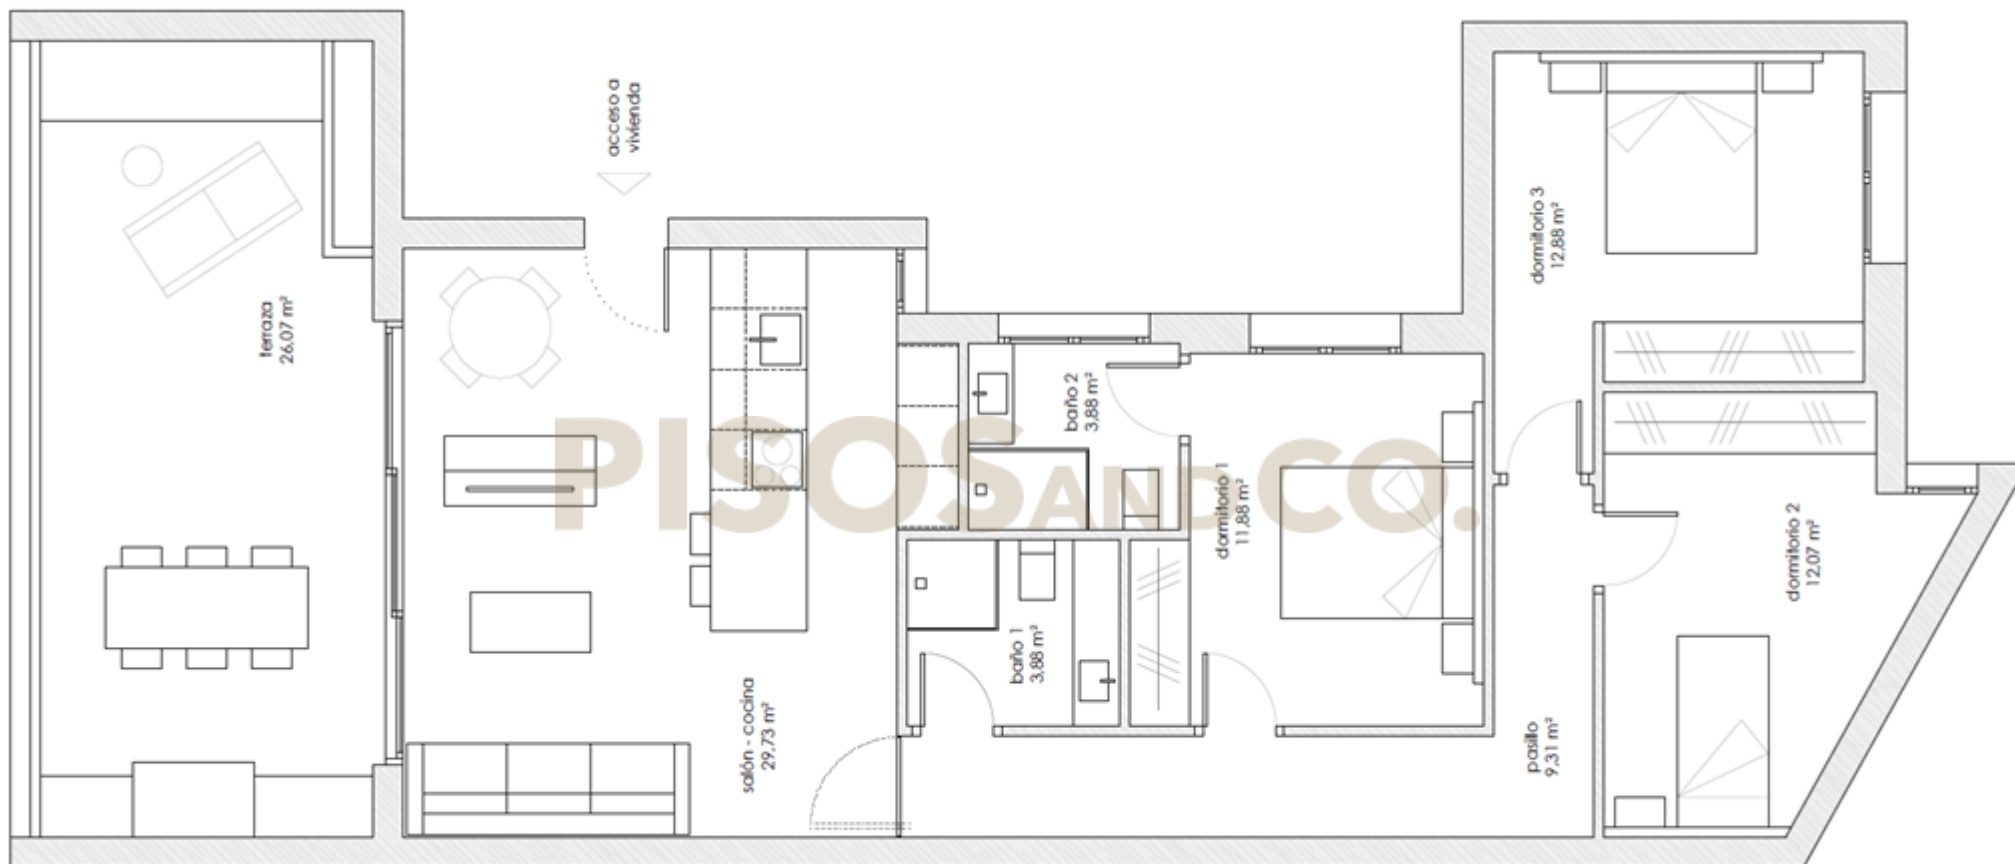 acceso a
vivienda
terraza
26,07 m²
dormitorio 3
12,88 m²
baño 2
3,88 m²
PISOS AND CO.
dormitorio 1
11,88 m²
dormitorio 2
12,07 m²
baño 1
3,88 m²
salón - cocina
29,73 m²
pasillo
9,31 m²